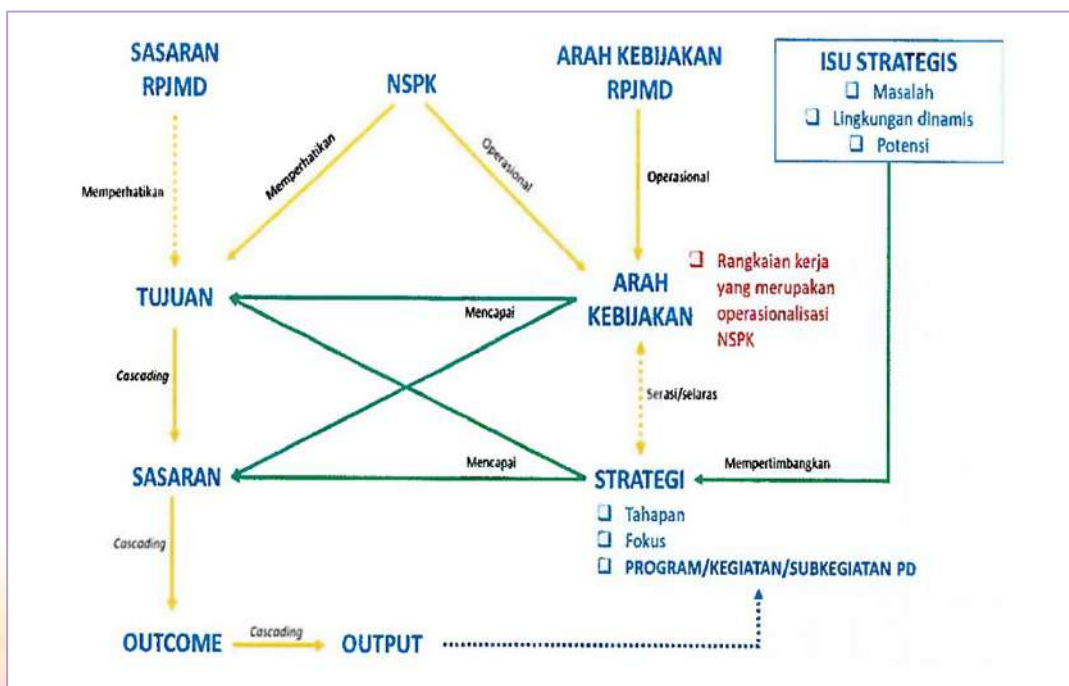 SASARAN
RPJMD
NSPK
ARAH KEBIJAKAN
RPJMD
ISU STRATEGIS
❑ Masalah
❑ Lingkungan dinamis
❑ Potensi
Memperhatikan
Memperhatikan
Operasional
Operasional
TUJUAN
Mencapai
ARAH
KEBIJAKAN
❑ Rangkaian kerja
yang merupakan
operasionalisasi
NSPK
Cascading
Serasi/selaras
SASARAN
Mencapai
STRATEGI
Mempertimbangkan
❑ Tahapan
❑ Fokus
❑ PROGRAM/KEGIATAN/SUBKEGIATAN PD
Cascading
OUTCOME
Cascading
OUTPUT